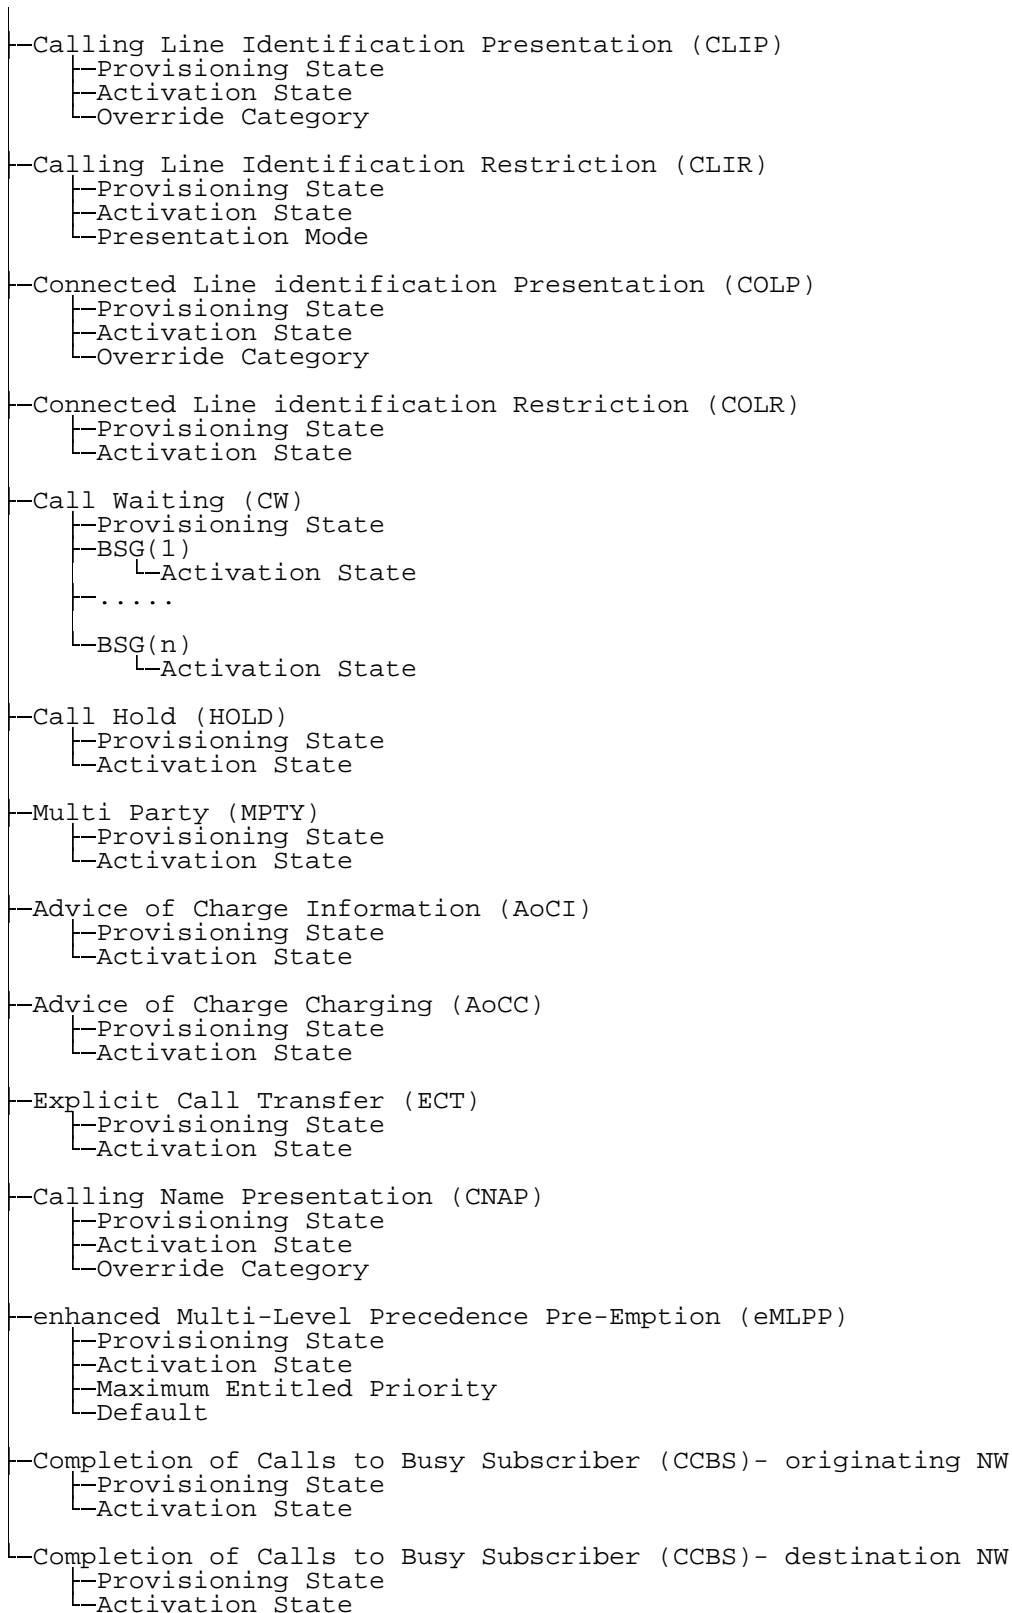 Calling Line Identification Presentation (CLIP)
Provisioning State
Activation State
Override Category
Calling Line Identification Restriction (CLIR)
Provisioning State
Activation State
Presentation Mode
Connected Line identification Presentation (COLP)
Provisioning State
Activation State
Override Category
Connected Line identification Restriction (COLR)
Provisioning State
Activation State
Call Waiting (CW)
Provisioning State
BSG(1)
Activation State
.....
BSG(n)
Activation State
Call Hold (HOLD)
Provisioning State
Activation State
Multi Party (MPTY)
Provisioning State
Activation State
Advice of Charge Information (AoCI)
Provisioning State
Activation State
Advice of Charge Charging (AoCC)
Provisioning State
Activation State
Explicit Call Transfer (ECT)
Provisioning State
Activation State
Calling Name Presentation (CNAP)
Provisioning State
Activation State
Override Category
enhanced Multi-Level Precedence Pre-Emption (eMLPP)
Provisioning State
Activation State
Maximum Entitled Priority
Default
Completion of Calls to Busy Subscriber (CCBS)- originating NW
Provisioning State
Activation State
Completion of Calls to Busy Subscriber (CCBS)- destination NW
Provisioning State
Activation State